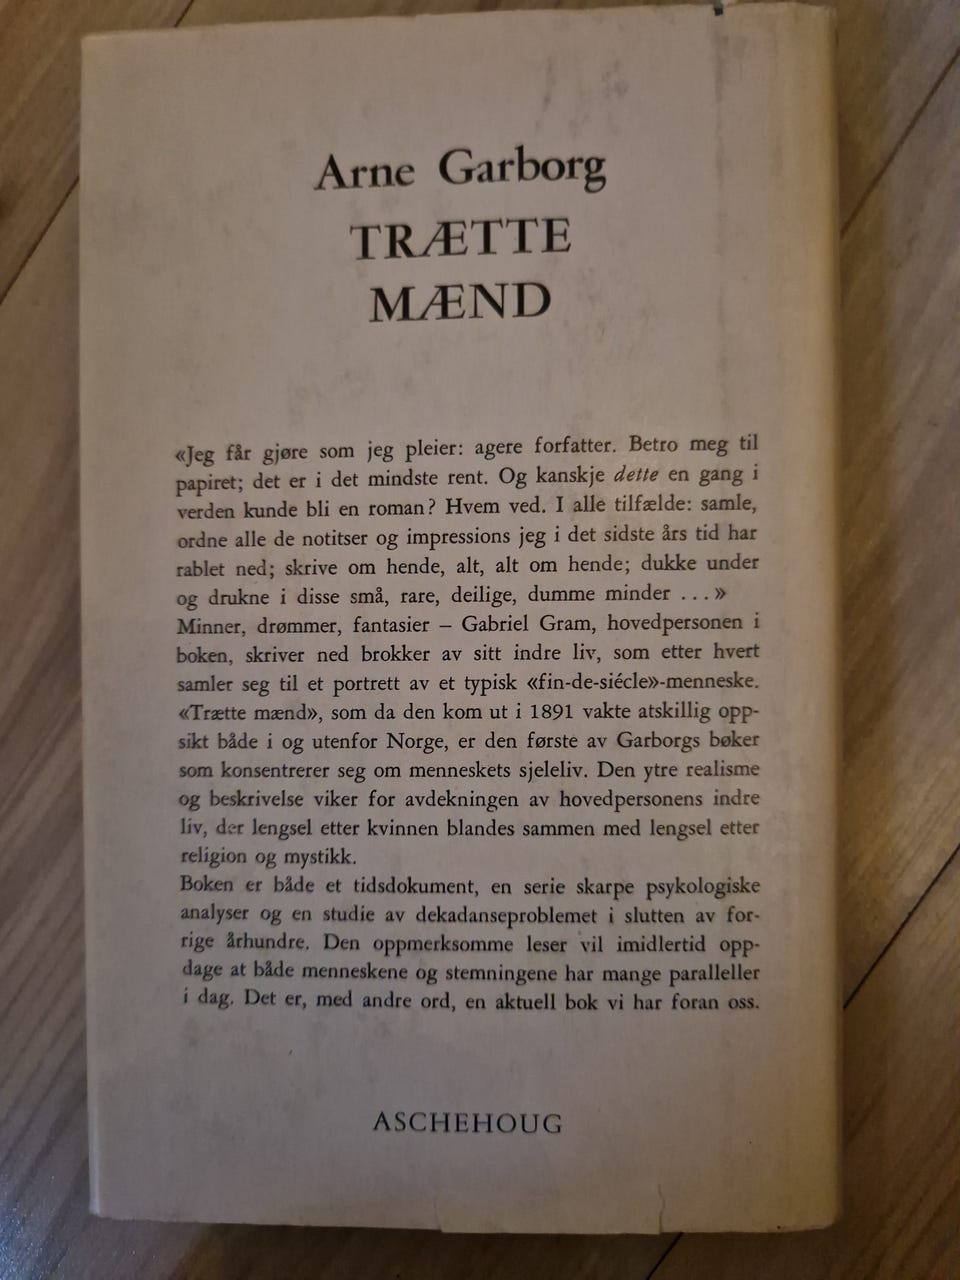 Arne Garborg
TRÆTTE
MÆND
«Jeg får gjøre som jeg pleier: agere forfatter. Betro meg til
papiret; det er i det mindste rent. Og kanskje dette en gang i
verden kunde bli en roman? Hvem ved. I alle tilfælde: samle,
ordne alle de notitser og impressions jeg i det sidste års tid har
rablet ned; skrive om hende, alt, alt om hende; dukke under
og drukne i disse små, rare, deilige, dumme minder ...»
Minner, drømmer, fantasier – Gabriel Gram, hovedpersonen i
boken, skriver ned brokker av sitt indre liv, som etter hvert
samler seg til et portrett av et typisk «fin-de-siécle»-menneske.
«Trætte mænd», som da den kom ut i 1891 vakte atskillig opp-
sikt både i og utenfor Norge, er den første av Garborgs bøker
som konsentrerer seg om menneskets sjeleliv. Den ytre realisme
og beskrivelse viker for avdekningen av hovedpersonens indre
liv, der lengsel etter kvinnen blandes sammen med lengsel etter
religion og mystikk.
Boken er både et tidsdokument, en serie skarpe psykologiske
analyser og en studie av dekadanseproblemet i slutten av for-
rige århundre. Den oppmerksomme leser vil imidlertid opp-
dage at både menneskene og stemningene har mange paralleller
i dag. Det er, med andre ord, en aktuell bok vi har foran oss.
ASCHEHOUG